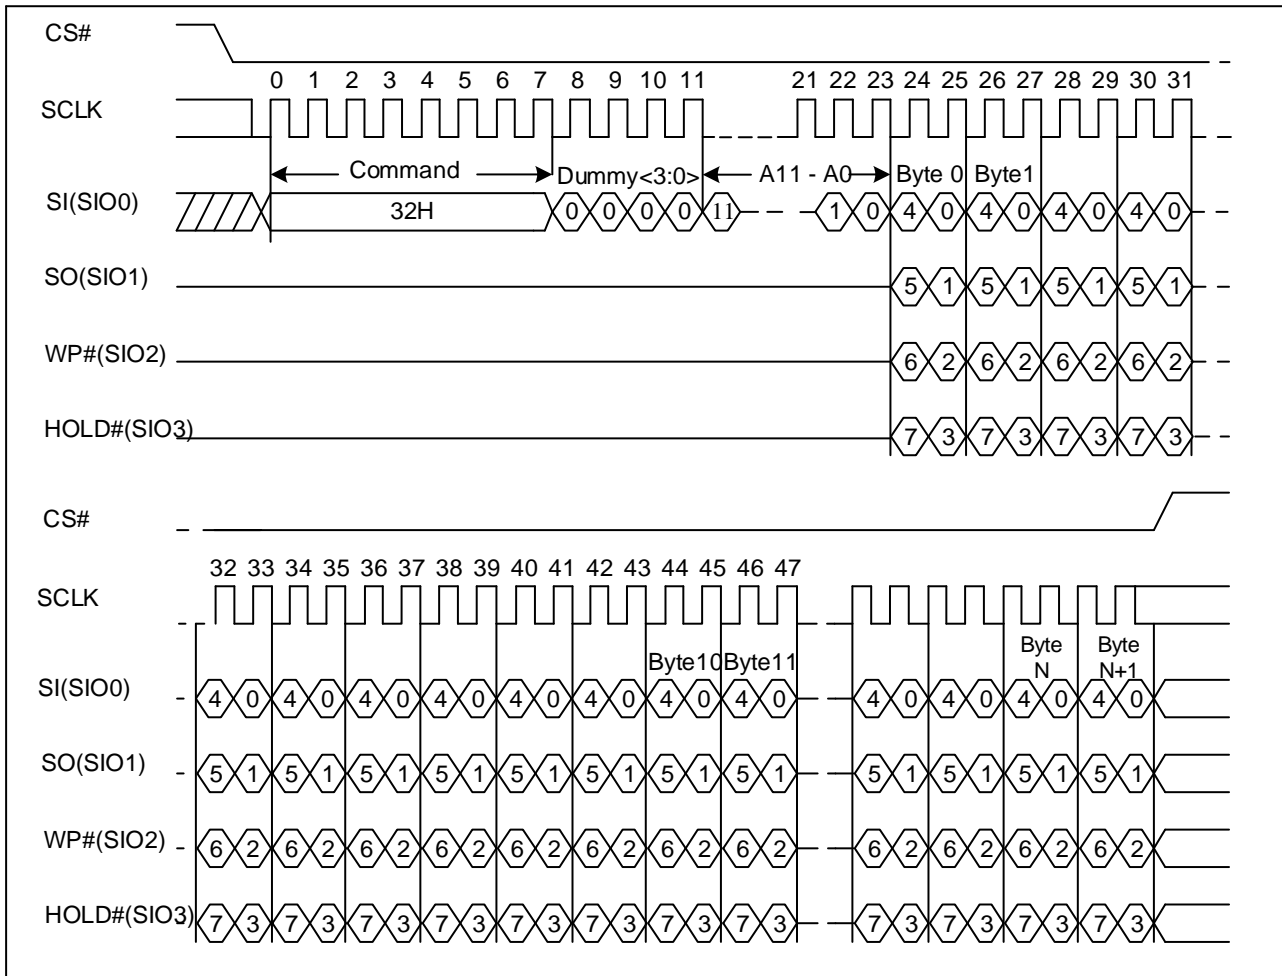 CS#
0 1 2 3 4 5 6 7 8 9 10 11 21 22 23 24 25 26 27 28 29 30 31
SCLK
Command Dummy<3:0> A11 - A0 Byte 0 Byte1
SI(SIO0) 32H 0 0 0 0 11 1 0 4 0 4 0 4 0 4 0
SO(SIO1) 5 1 5 1 5 1 5 1
WP#(SIO2) 6 2 6 2 6 2 6 2
HOLD#(SIO3) 7 3 7 3 7 3 7 3
CS#
32 33 34 35 36 37 38 39 40 41 42 43 44 45 46 47
SCLK
Byte10 Byte11 Byte N Byte N+1
SI(SIO0) 4 0 4 0 4 0 4 0 4 0 4 0 4 0 4 0 4 0 4 0 4 0 4 0
SO(SIO1) 5 1 5 1 5 1 5 1 5 1 5 1 5 1 5 1 5 1 5 1 5 1 5 1
WP#(SIO2) 6 2 6 2 6 2 6 2 6 2 6 2 6 2 6 2 6 2 6 2 6 2 6 2
HOLD#(SIO3) 7 3 7 3 7 3 7 3 7 3 7 3 7 3 7 3 7 3 7 3 7 3 7 3